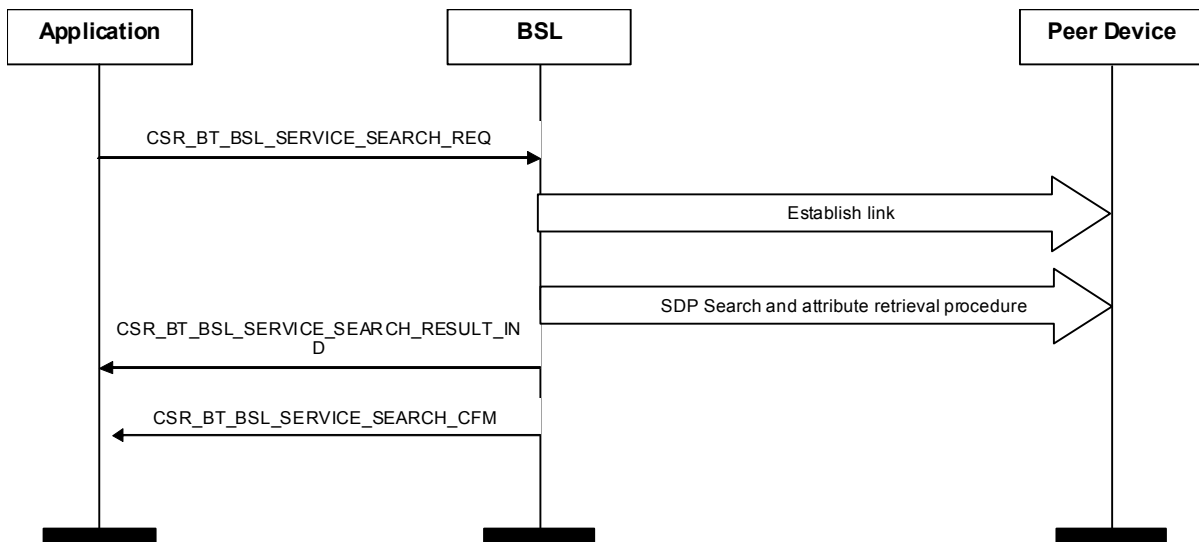 Application
BSL
Peer Device
CSR_BT_BSL_SERVICE_SEARCH_REQ
Establish link
SDP Search and attribute retrieval procedure
CSR_BT_BSL_SERVICE_SEARCH_RESULT_IN
D
CSR_BT_BSL_SERVICE_SEARCH_CFM